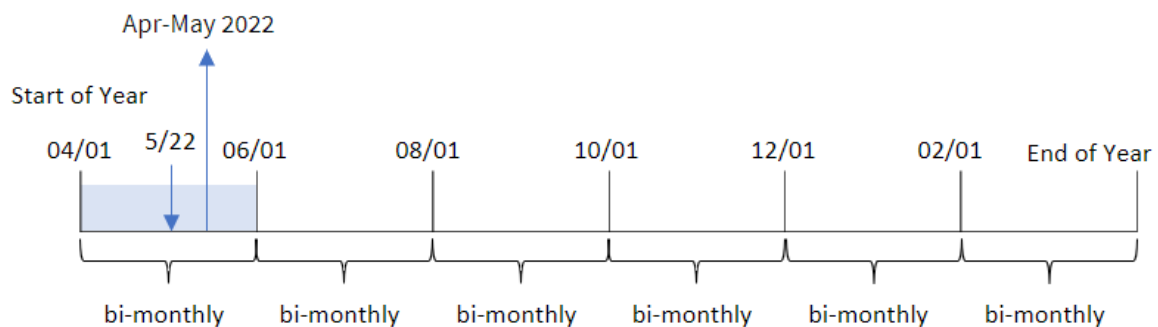 Apr-May 2022
Start of Year
04/01 5/22 06/01 08/01 10/01 12/01 02/01 End of Year
bi-monthly bi-monthly bi-monthly bi-monthly bi-monthly bi-monthly